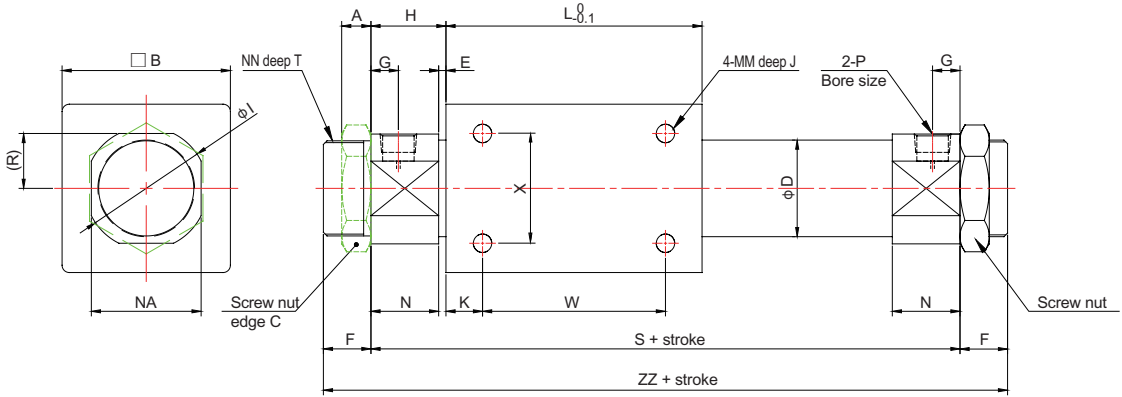 A
H
L 0 -0.1
□ B
NN deep T
G
E
4-MM deep J
2-P
Bore size
G
ϕI
(R)
X
ϕD
NA
Screw nut
edge C
N
K
W
N
Screw nut
F
S + stroke
F
ZZ + stroke